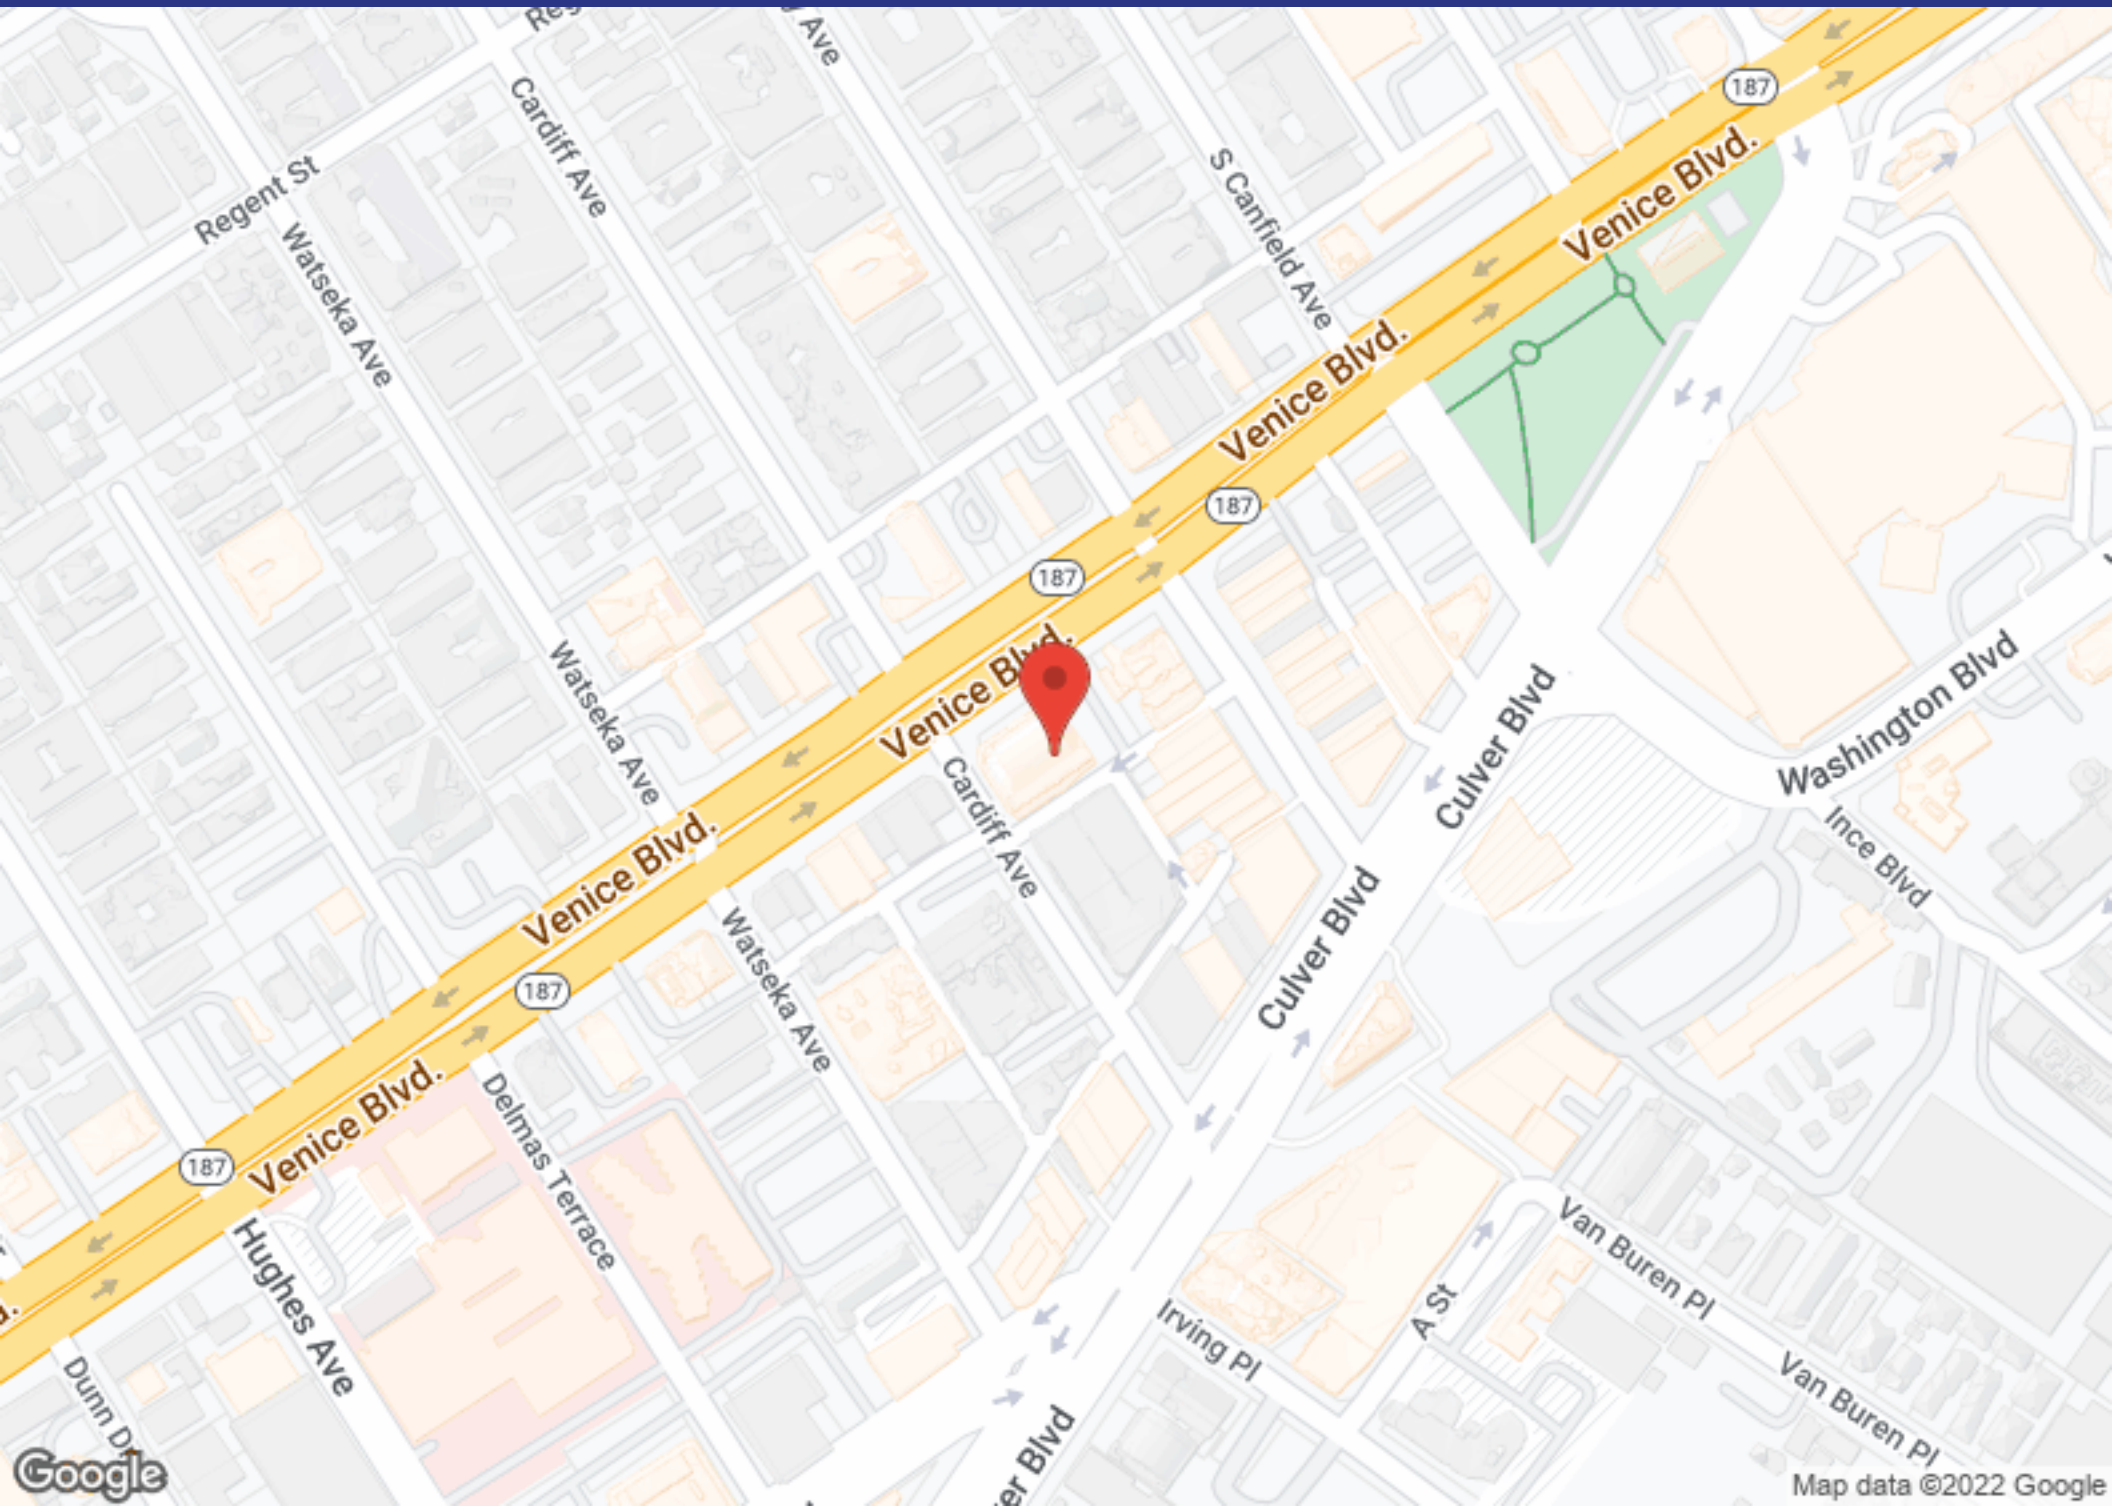 Reg
Ave
Cardiff Ave
187
Regent St
S Canfield Ave
Venice Blvd.
Watseka Ave
Venice Blvd.
187
187
Venice Blvd.
Watseka Ave
Culver Blvd
Washington Blvd
Cardiff Ave
Ince Blvd
Venice Blvd.
Culver Blvd
Watseka Ave
187
Venice Blvd.
187
Delmas Terrace
Hughes Ave
Van Buren Pl
A St
Irving Pl
Dunn D
Van Buren Pl
er Blvd
Google
Map data ©2022 Google